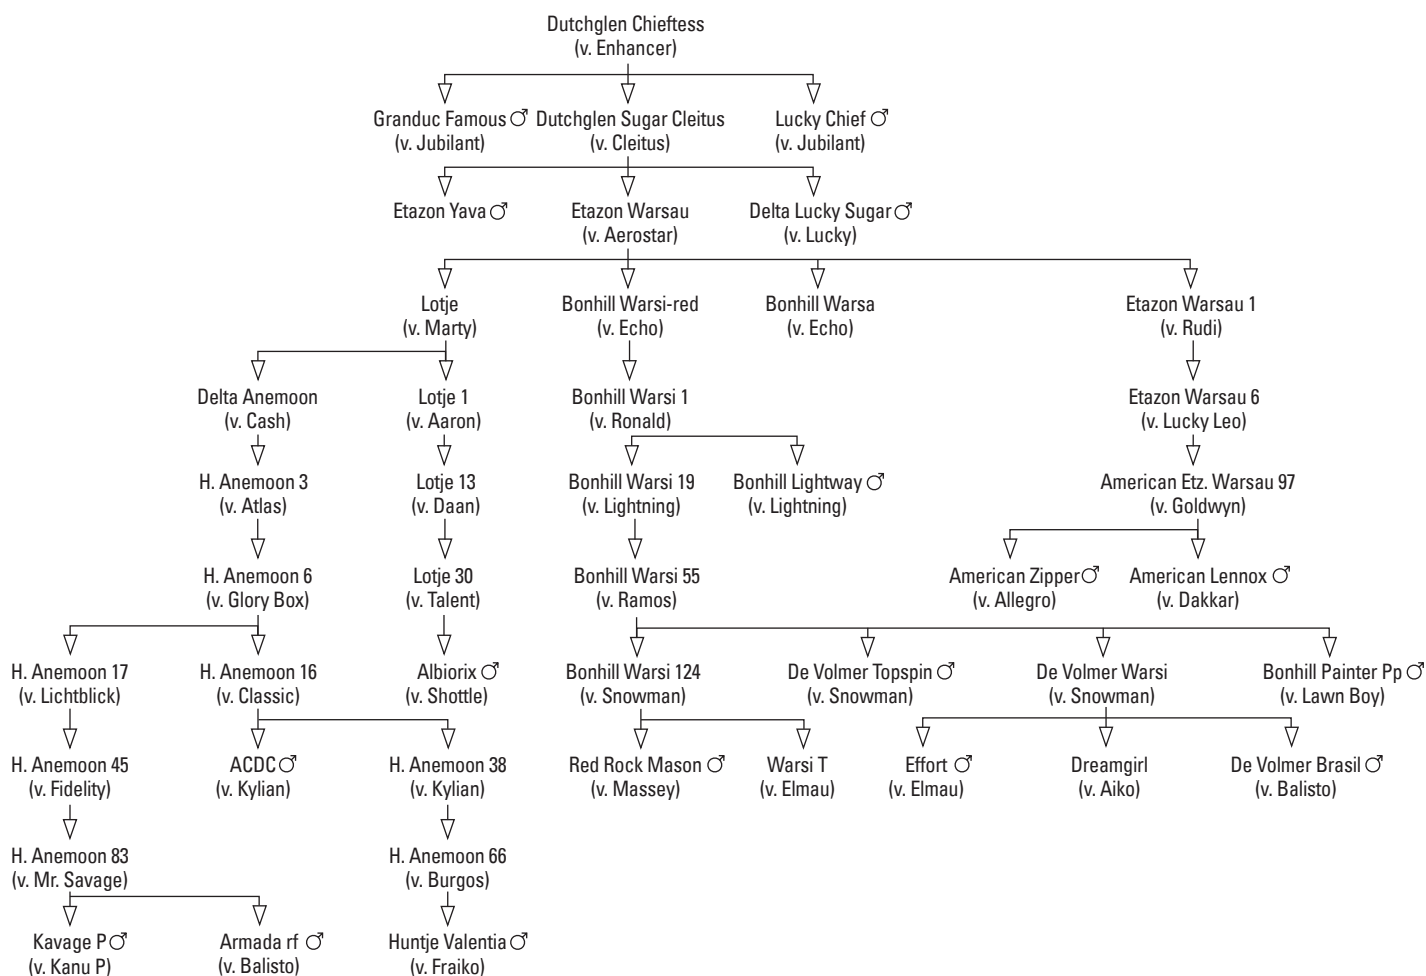 Dutchglen Chieftess
(v. Enhancer)
Granduc Famous ♂ Dutchglen Sugar Cleitus Lucky Chief ♂
(v. Jubilant) (v. Cleitus) (v. Jubilant)
Etazon Yava ♂ Etazon Warsau Delta Lucky Sugar ♂
(v. Aerostar) (v. Lucky)
Lotje Bonhill Warsi-red Bonhill Warsa Etazon Warsau 1
(v. Marty) (v. Echo) (v. Echo) (v. Rudi)
Delta Anemoon Lotje 1 Bonhill Warsi 1 Etazon Warsau 6
(v. Cash) (v. Aaron) (v. Ronald) (v. Lucky Leo)
H. Anemoon 3 Lotje 13 Bonhill Warsi 19 Bonhill Lightway ♂ American Etz. Warsau 97
(v. Atlas) (v. Daan) (v. Lightning) (v. Lightning) (v. Goldwyn)
H. Anemoon 6 Lotje 30 Bonhill Warsi 55 American Zipper ♂ American Lennox ♂
(v. Glory Box) (v. Talent) (v. Ramos) (v. Allegro) (v. Dakkar)
H. Anemoon 17 H. Anemoon 16 Albiorix ♂ Bonhill Warsi 124 De Volmer Topspin ♂ De Volmer Warsi Bonhill Painter Pp ♂
(v. Lichtblick) (v. Classic) (v. Shottle) (v. Snowman) (v. Snowman) (v. Snowman) (v. Lawn Boy)
H. Anemoon 45 ACDC ♂ H. Anemoon 38 Red Rock Mason ♂ Warsi T Effort ♂ Dreamgirl De Volmer Brasil ♂
(v. Fidelity) (v. Kylian) (v. Kylian) (v. Massey) (v. Elmau) (v. Elmau) (v. Aiko) (v. Balisto)
H. Anemoon 83 H. Anemoon 66
(v. Mr. Savage) (v. Burgos)
Kavage P ♂ Armada rf ♂ Huntje Valentia ♂
(v. Kanu P) (v. Balisto) (v. Fraiko)